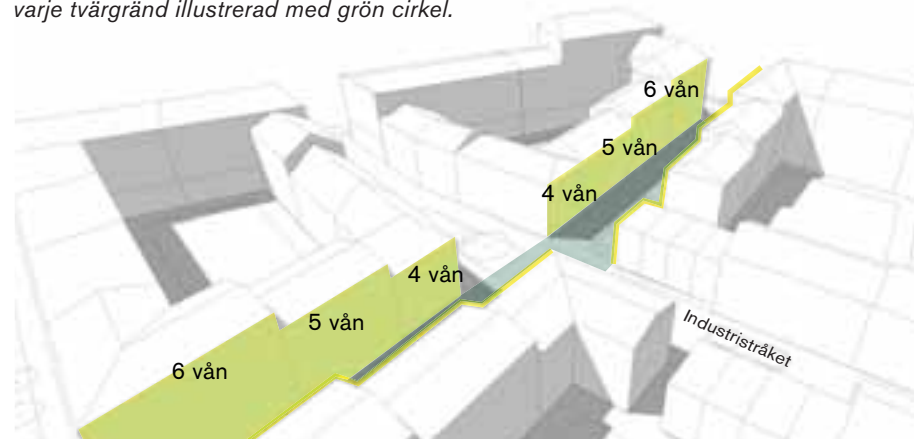 varje tvärgränd illustrerad med grön cirkel.
6 vån
5 vån
4 vån
4 vån
5 vån
6 vån
Industristråket